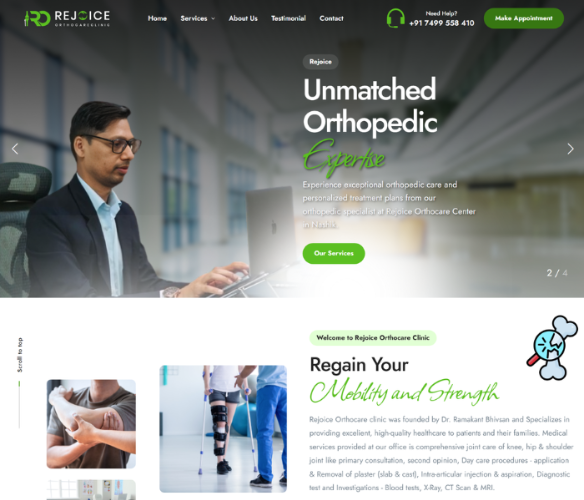 REJOICE
ORTHOCARECLINIC
Home Services About Us Testimonial Contact
Need Help?
+91 7499 558 410
Make Appointment
Rejoice
Unmatched
Orthopedic
Expertise
Experience exceptional orthopedic care and
personalized treatment plans from our
orthopedic specialist at Rejoice Orthocare Center
in Nashik.
Our Services
2 / 4
Scroll to top
Welcome to Rejoice Orthocare Clinic
Regain Your
Mobility and Strength
Rejoice Orthocare clinic was founded by Dr. Ramakant Bhivsan and Specializes in
providing excellent, high-quality healthcare to patients and their families. Medical
services provided at our office is comprehensive joint care of knee, hip & shoulder
joint like primary consultation, second opinion, Day care procedures - application
& Removal of plaster (slab & cast), Intra-articular injection & aspiration, Diagnostic
test and Investigations - Blood tests, X-Ray, CT Scan & MRI.